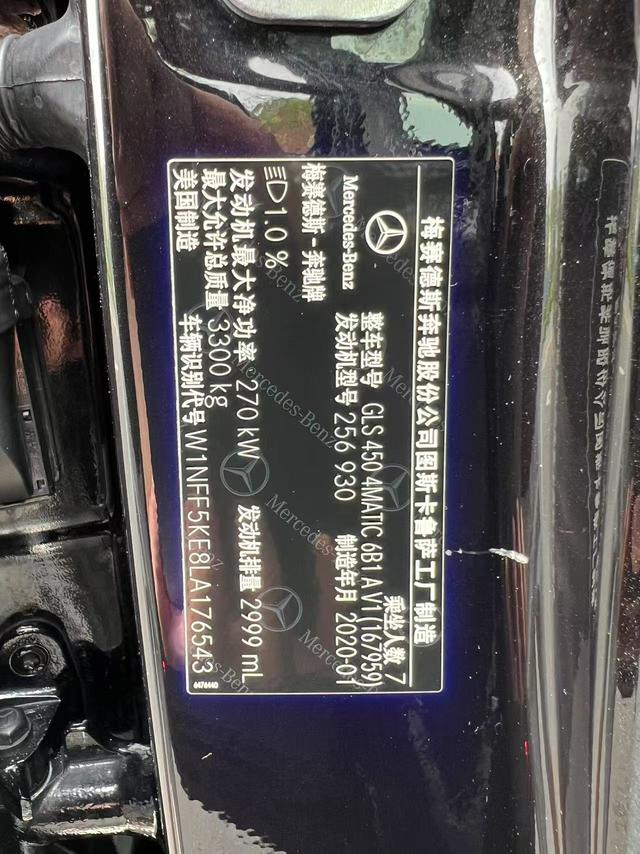 梅赛德斯奔驰股份公司图斯卡鲁萨工厂制造
Mercedes-Benz
梅赛德斯-奔驰牌
乘坐人数 7
整车型号 GLS 450 4MATIC 6B1 A V1(167959)
发动机型号 256 930 制造年月 2020-01
1.0 %
发动机最大净功率 270 kW 发动机排量 2999 mL
最大允许总质量 3300 kg
美国制造 车辆识别代号 W1NFF5KE8LA176543
6476440